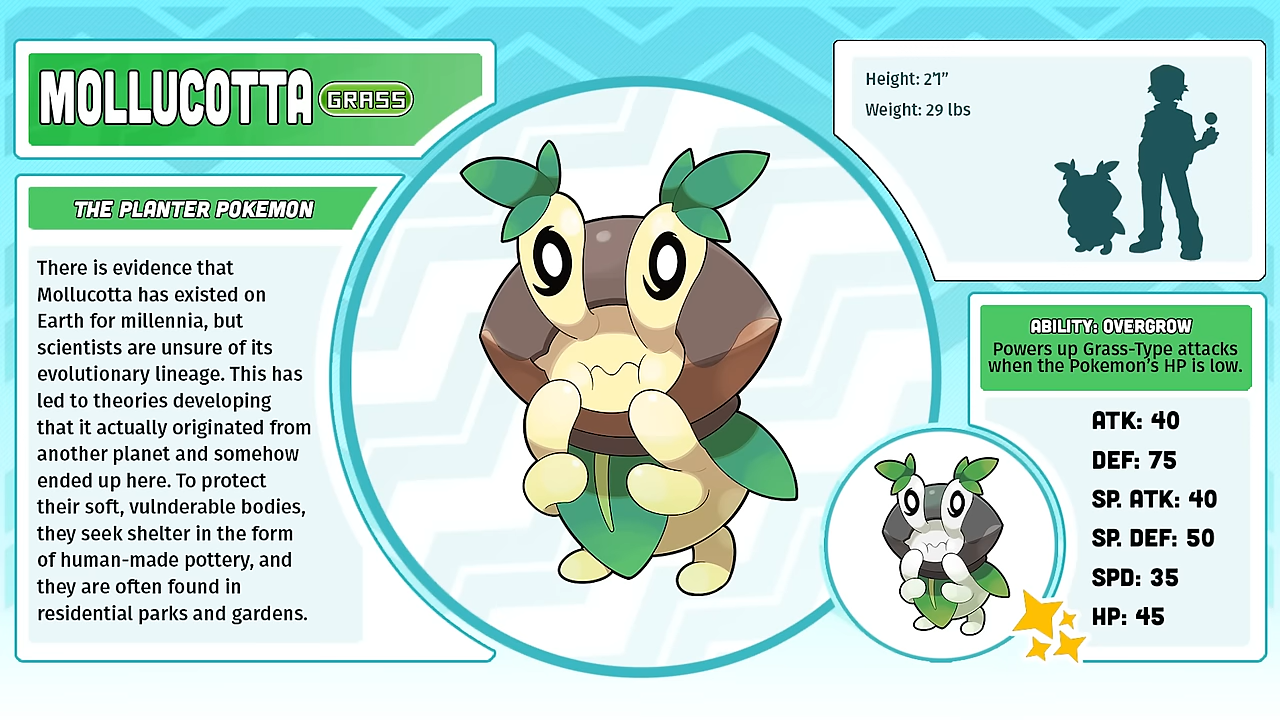 MOLLUCOTTA GRASS
THE PLANTER POKEMON
There is evidence that
Mollucotta has existed on
Earth for millennia, but
scientists are unsure of its
evolutionary lineage. This has
led to theories developing
that it actually originated from
another planet and somehow
ended up here. To protect
their soft, vulnderable bodies,
they seek shelter in the form
of human-made pottery, and
they are often found in
residential parks and gardens.
Height: 2'1"
Weight: 29 lbs
ABILITY: OVERGROW
Powers up Grass-Type attacks
when the Pokemon's HP is low.
ATK: 40
DEF: 75
SP. ATK: 40
SP. DEF: 50
SPD: 35
HP: 45